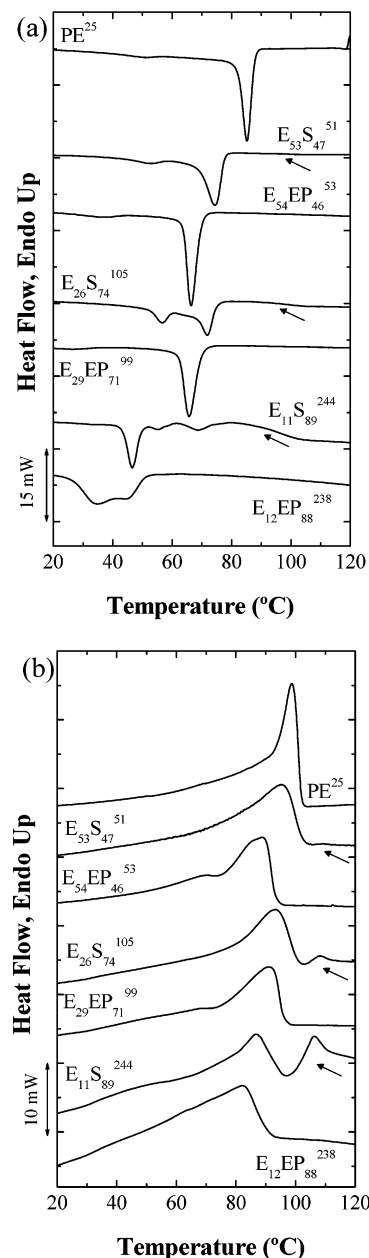 (a)
PE²⁵
E₅₃S₄₇⁵¹
E₅₄EP₄₆⁵³
E₂₆S₇₄¹⁰⁵
E₂₉EP₇₁⁹⁹
E₁₁S₈₉²⁴⁴
E₁₂EP₈₈²³⁸
Heat Flow, Endo Up
15 mW
20 40 60 80 100 120
Temperature (ºC)
(b)
PE²⁵
E₅₃S₄₇⁵¹
E₅₄EP₄₆⁵³
E₂₆S₇₄¹⁰⁵
E₂₉EP₇₁⁹⁹
E₁₁S₈₉²⁴⁴
E₁₂EP₈₈²³⁸
Heat Flow, Endo Up
10 mW
20 40 60 80 100 120
Temperature (ºC)